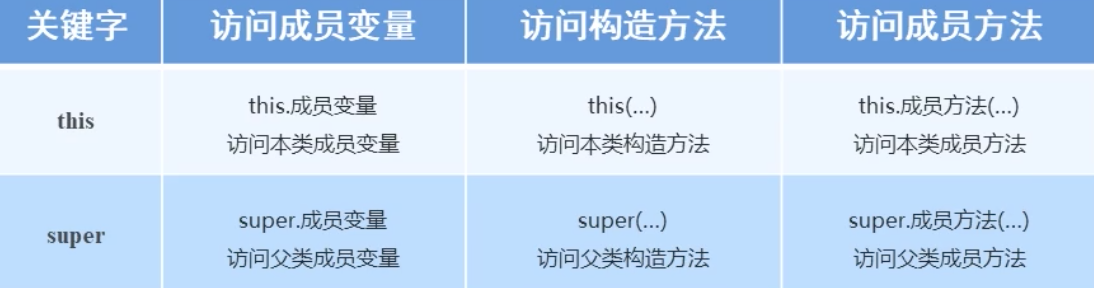 关键字 访问成员变量 访问构造方法 访问成员方法
this
this.成员变量
访问本类成员变量
this(...)
访问本类构造方法
this.成员方法(...)
访问本类成员方法
super
super.成员变量
访问父类成员变量
super(...)
访问父类构造方法
super.成员方法(...)
访问父类成员方法